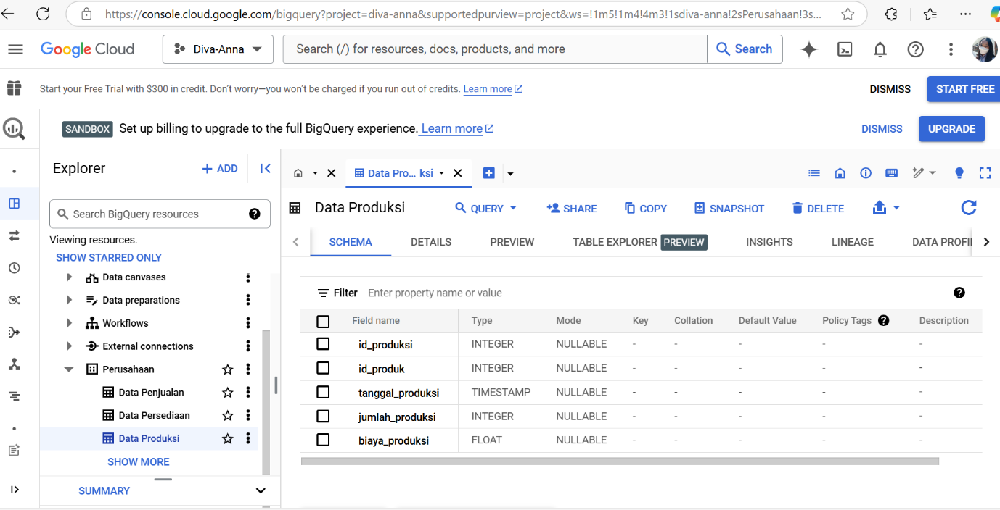 https://console.cloud.google.com/bigquery?project=diva-anna&supportedpurview=project&ws=!1m5!1m4!4m3!1sdiva-anna!2sPerusahaan!3s...
Google Cloud Diva-Anna Search (/) for resources, docs, products, and more Search
Start your Free Trial with $300 in credit. Don't worry—you won't be charged if you run out of credits. Learn more DISMISS START FREE
SANDBOX Set up billing to upgrade to the full BigQuery experience. Learn more DISMISS UPGRADE
Explorer + ADD
Data Pro... ksi
Search BigQuery resources
Viewing resources.
SHOW STARRED ONLY
Data canvases
Data preparations
Workflows
External connections
Perusahaan
Data Penjualan
Data Persediaan
Data Produksi
SHOW MORE
SUMMARY
Data Produksi QUERY SHARE COPY SNAPSHOT DELETE
SCHEMA DETAILS PREVIEW TABLE EXPLORER PREVIEW INSIGHTS LINEAGE DATA PROFI
Filter Enter property name or value
Field name Type Mode Key Collation Default Value Policy Tags Description
id_produksi INTEGER NULLABLE - - - - -
id_produk INTEGER NULLABLE - - - - -
tanggal_produksi TIMESTAMP NULLABLE - - - - -
jumlah_produksi INTEGER NULLABLE - - - - -
biaya_produksi FLOAT NULLABLE - - - - -